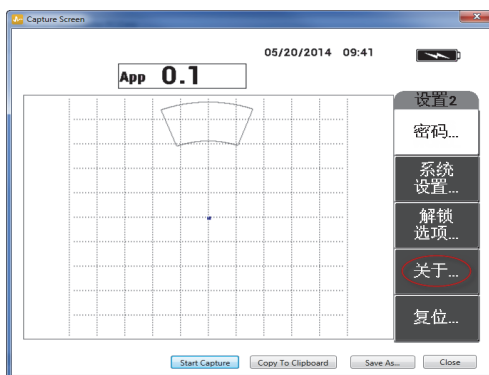 Capture Screen
05/20/2014 09:41
App 0.1
设置2
密码...
系统
设置...
解锁
选项...
关于...
复位...
Start Capture
Copy To Clipboard
Save As...
Close